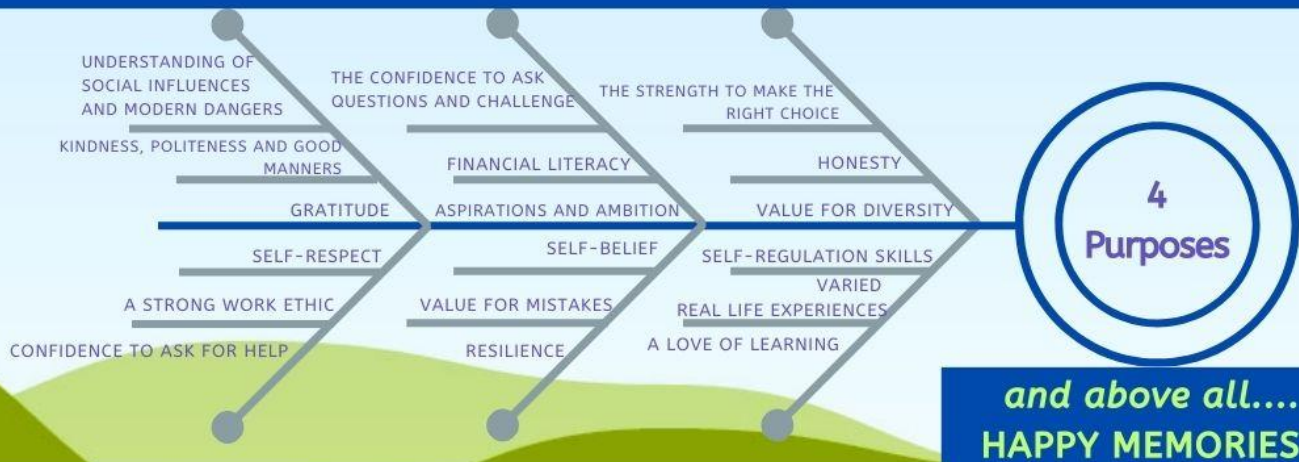 UNDERSTANDING OF
SOCIAL INFLUENCES
AND MODERN DANGERS
KINDNESS, POLITENESS AND GOOD
MANNERS
GRATITUDE
SELF-RESPECT
A STRONG WORK ETHIC
CONFIDENCE TO ASK FOR HELP
THE CONFIDENCE TO ASK
QUESTIONS AND CHALLENGE
FINANCIAL LITERACY
ASPIRATIONS AND AMBITION
SELF-BELIEF
VALUE FOR MISTAKES
RESILIENCE
THE STRENGTH TO MAKE THE
RIGHT CHOICE
HONESTY
VALUE FOR DIVERSITY
SELF-REGULATION SKILLS
VARIED
REAL LIFE EXPERIENCES
A LOVE OF LEARNING
4
Purposes
and above all....
HAPPY MEMORIES